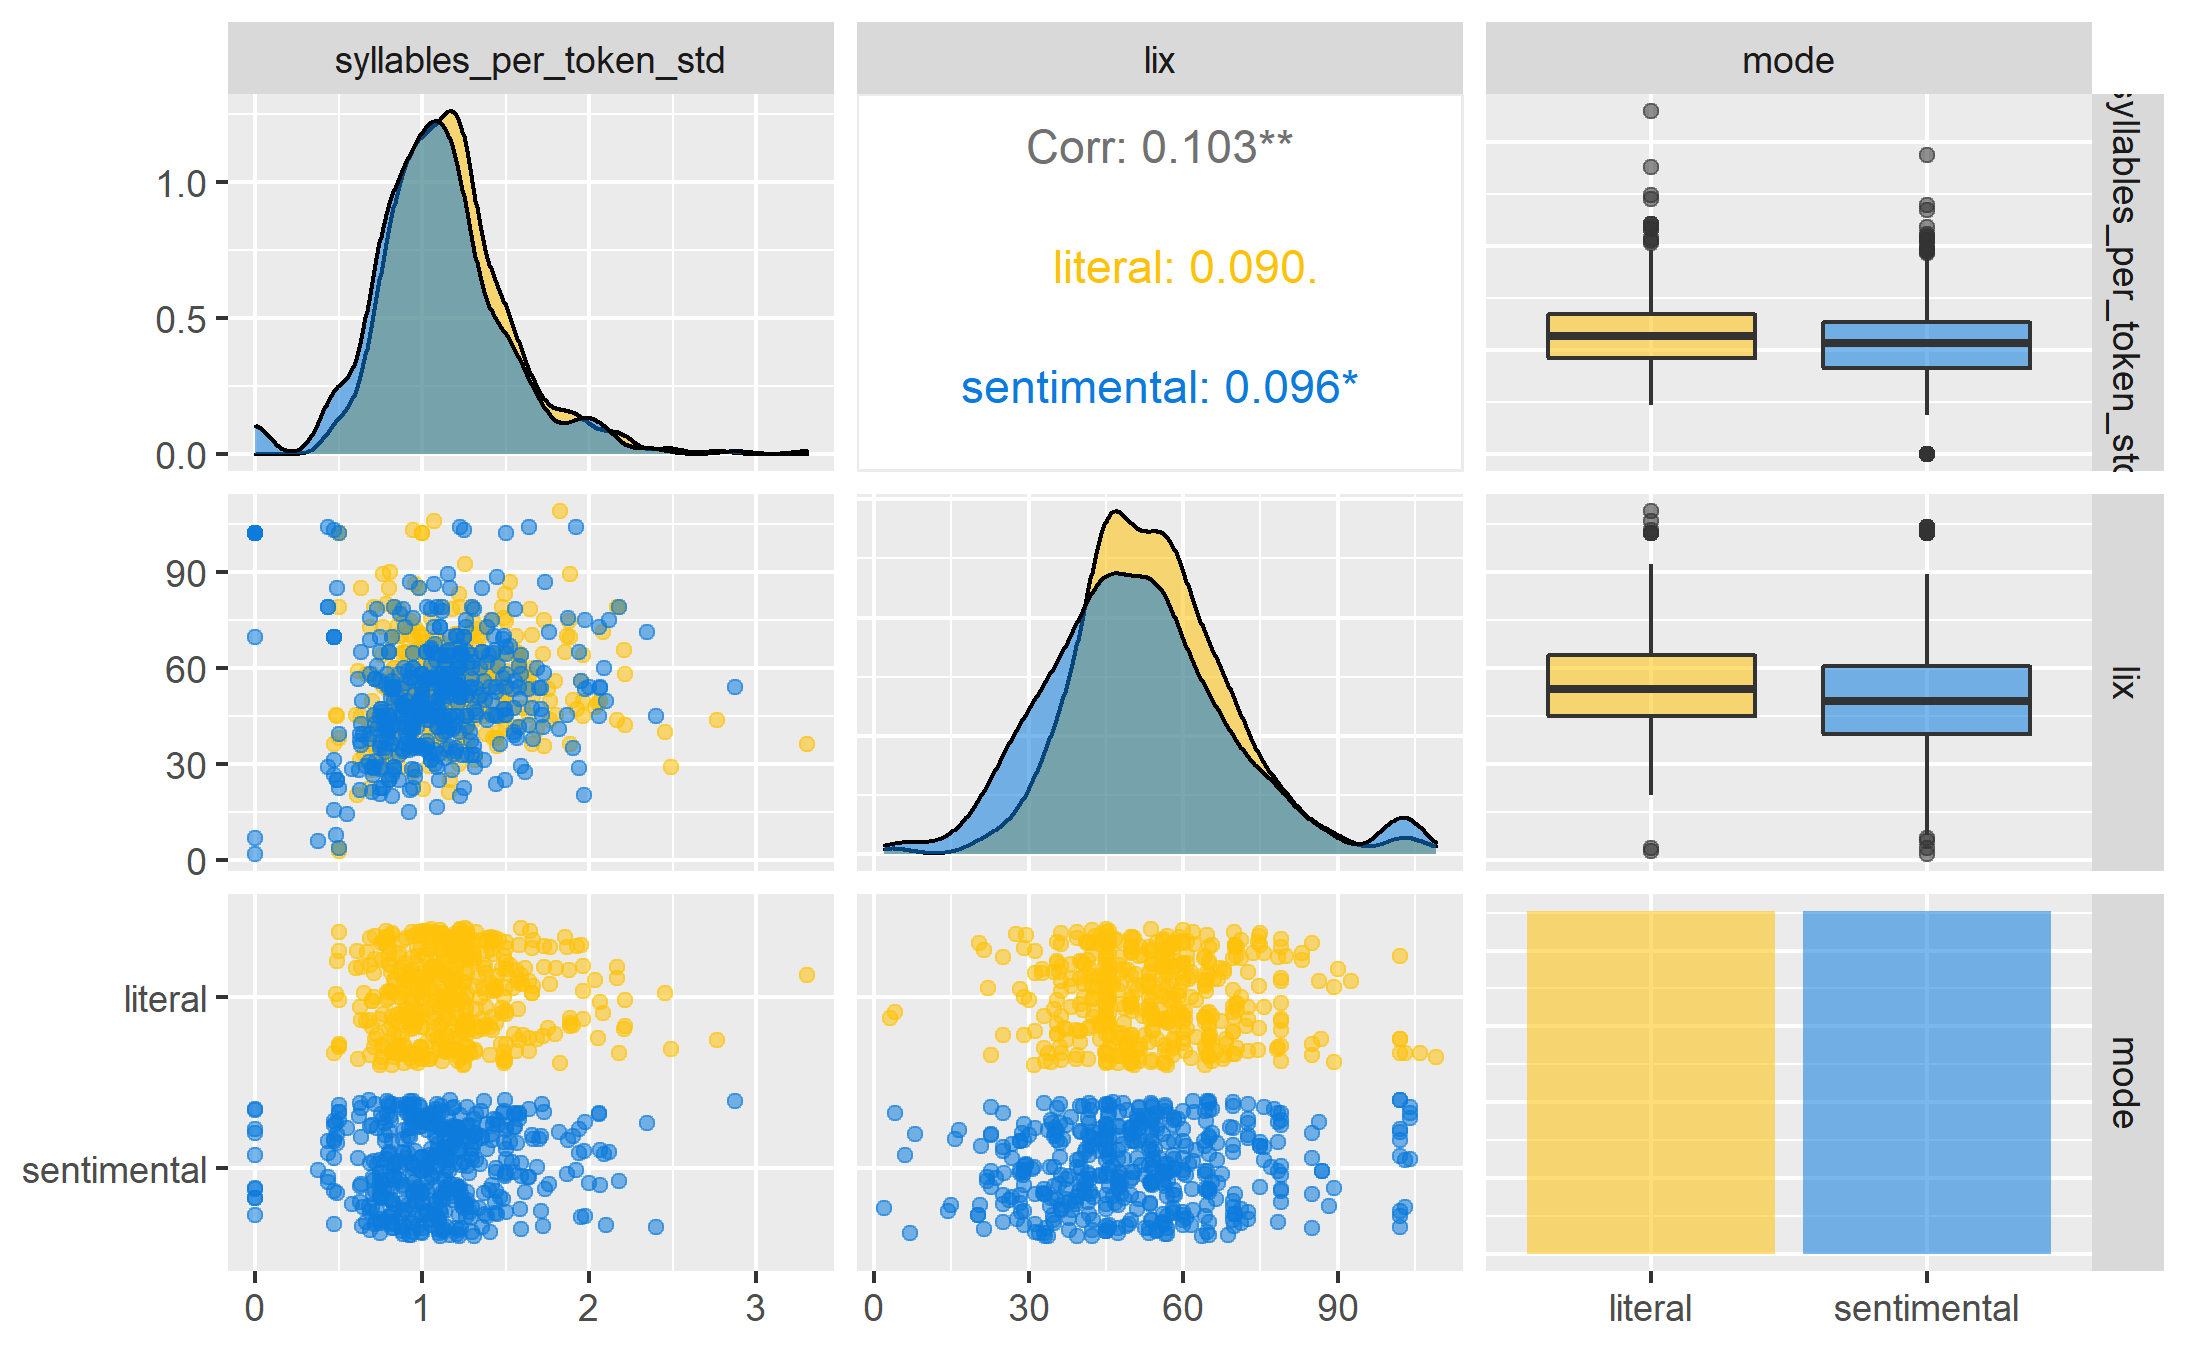 syllables_per_token_std
lix
mode
1.0
0.5
0.0
Corr: 0.103**
literal: 0.090.
sentimental: 0.096*
syllables_per_token_std
90
60
30
0
lix
literal
sentimental
mode
0
1
2
3
0
30
60
90
literal
sentimental